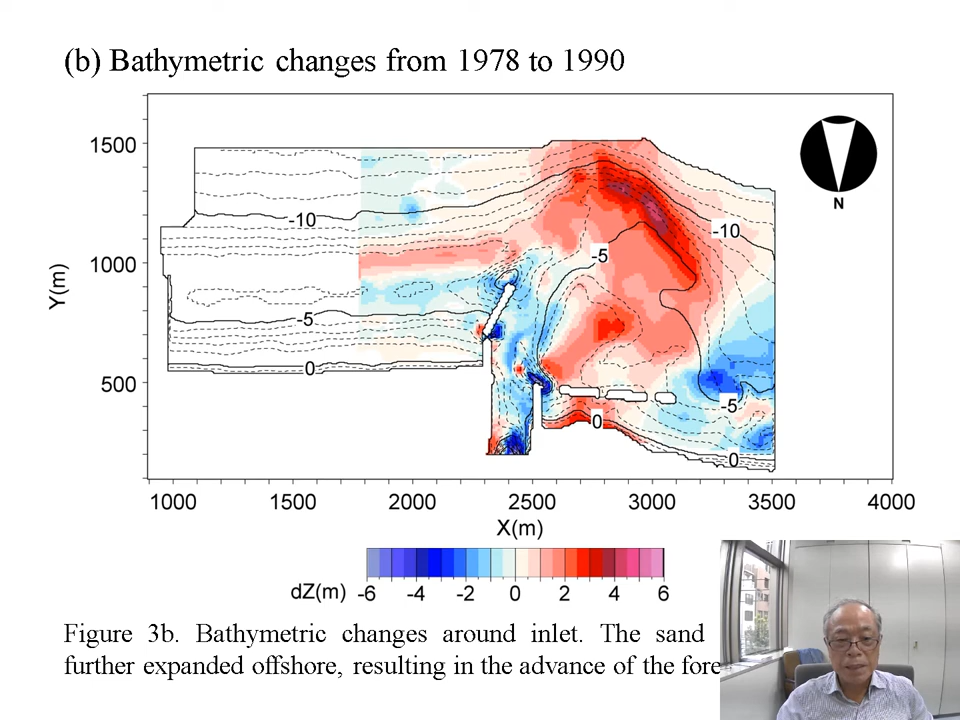 (b) Bathymetric changes from 1978 to 1990
1500
1000
500
Y(m)
-10
-5
0
-5
-10
-5
0
0
N
1000 1500 2000 2500 3000 3500 4000
X(m)
dZ(m) -6 -4 -2 0 2 4 6
Figure 3b. Bathymetric changes around inlet. The sand
further expanded offshore, resulting in the advance of the fore